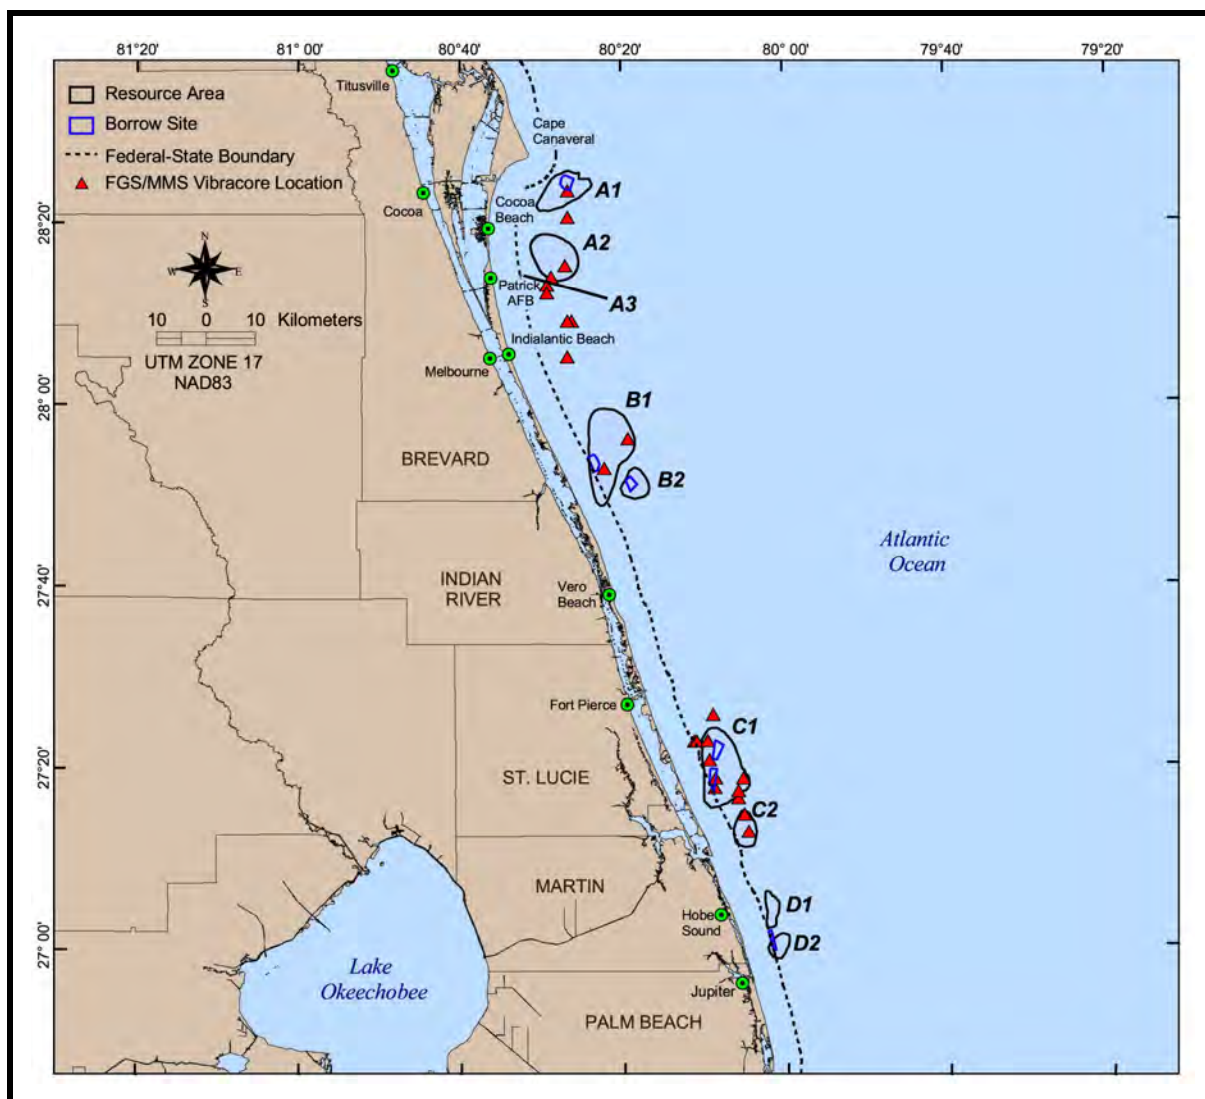 81°20'
81° 00'
80°40'
80°20'
80° 00'
79°40'
79°20'
Titusville
Resource Area
Borrow Site
Federal-State Boundary
FGS/MMS Vibracore Location
Cape
Canaveral
A1
Cocoa
Cocoa
Beach
28°20'
A2
N
W
E
S
Patrick
AFB
A3
10 0 10 Kilometers
UTM ZONE 17
NAD83
Indialantic Beach
Melbourne
28° 00'
B1
BREVARD
B2
Atlantic
Ocean
27°40'
INDIAN
RIVER
Vero
Beach
Fort Pierce
C1
27°20'
ST. LUCIE
C2
MARTIN
D1
Hobe
Sound
D2
27° 00'
Lake
Okeechobee
Jupiter
PALM BEACH